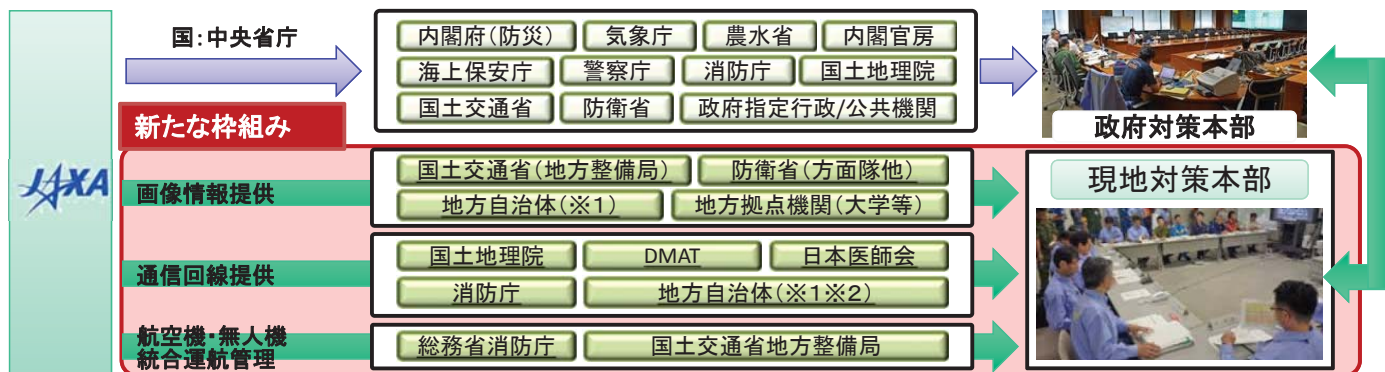 国:中央省庁
内閣府(防災) 気象庁 農水省 内閣官房
海上保安庁 警察庁 消防庁 国土地理院
国土交通省 防衛省 政府指定行政/公共機関
政府対策本部
新たな枠組み
JAXA
画像情報提供
国土交通省(地方整備局) 防衛省(方面隊他)
地方自治体(※1) 地方拠点機関(大学等)
現地対策本部
通信回線提供
国土地理院 DMAT 日本医師会
消防庁 地方自治体(※1※2)
航空機・無人機
統合運航管理
総務省消防庁 国土交通省地方整備局